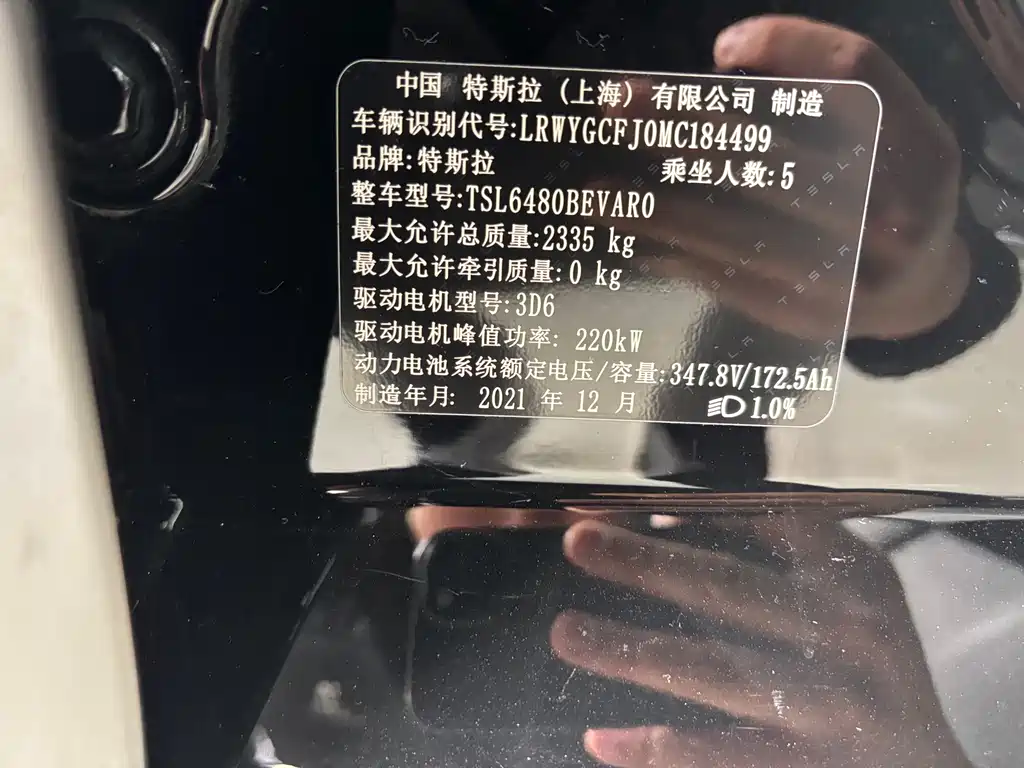 中国 特斯拉 (上海) 有限公司 制造
车辆识别代号:LRWYGCFJ0MC184499
品牌:特斯拉 乘坐人数:5
整车型号:TSL6480BEVAR0
最大允许总质量:2335 kg
最大允许牵引质量:0 kg
驱动电机型号:3D6
驱动电机峰值功率: 220kW
动力电池系统额定电压/容量:347.8V/172.5Ah
制造年月: 2021 年 12 月 1.0%
TESLA
TESLA
TESLA